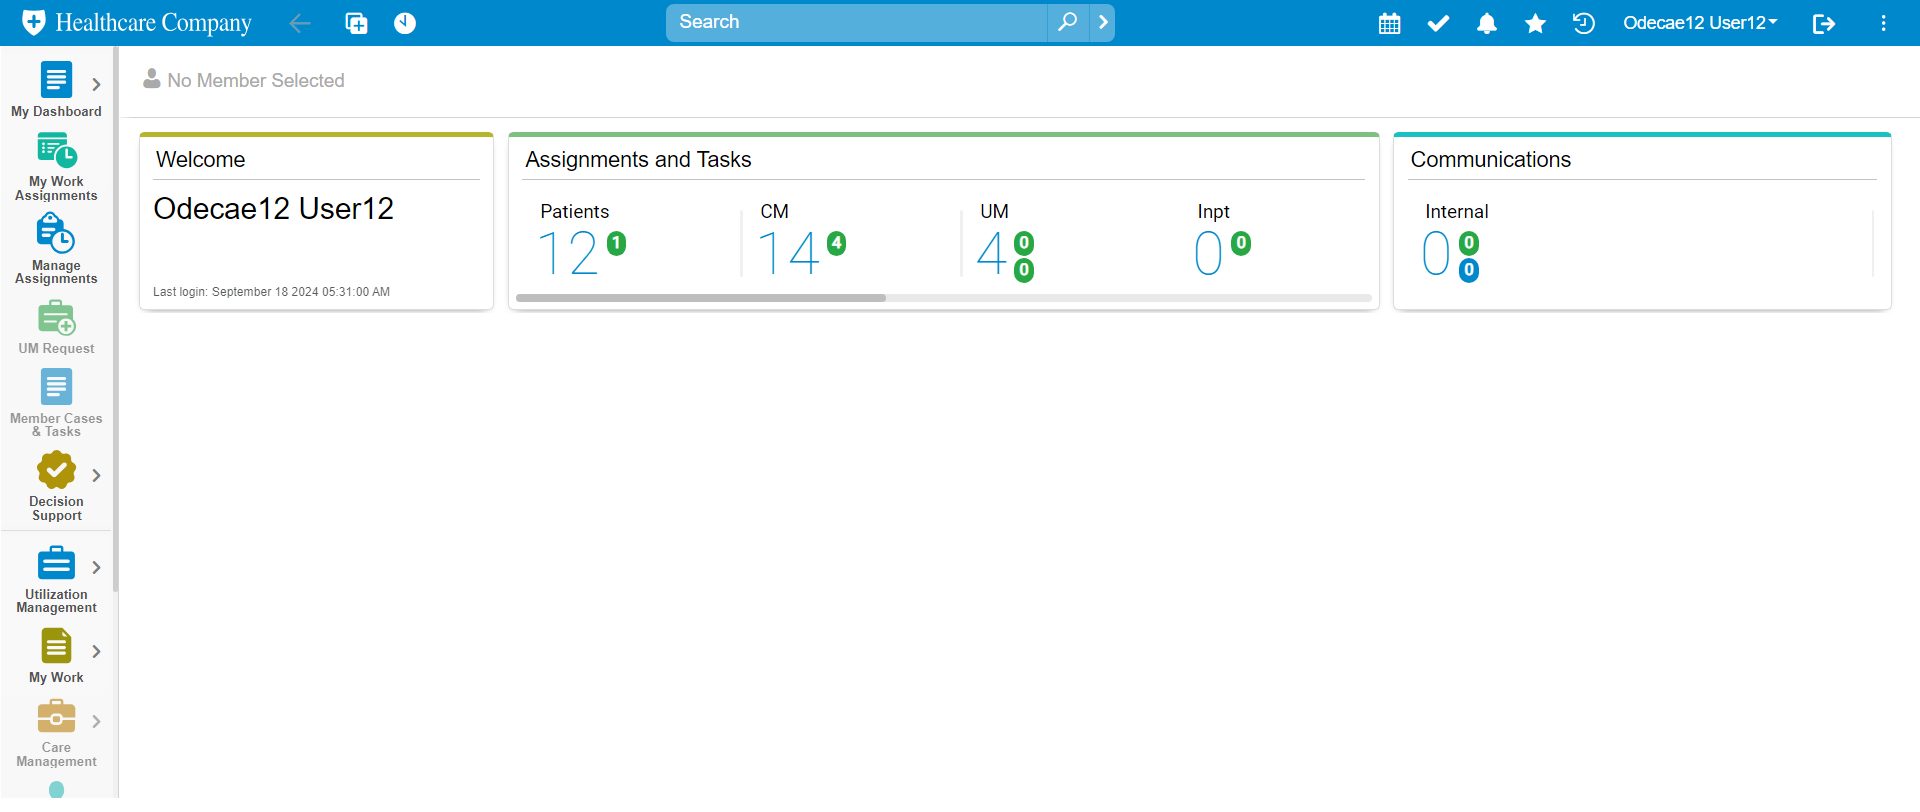 Healthcare Company
Search
Odecae12 User12
My Dashboard
My Work
Assignments
Manage
Assignments
UM Request
Member Cases
& Tasks
Decision
Support
Utilization
Management
My Work
Care
Management
No Member Selected
Welcome
Odecae12 User12
Last login: September 18 2024 05:31:00 AM
Assignments and Tasks
Patients
12 1
CM
14 4
UM
4 0
0
Inpt
0 0
Communications
Internal
0 0
0